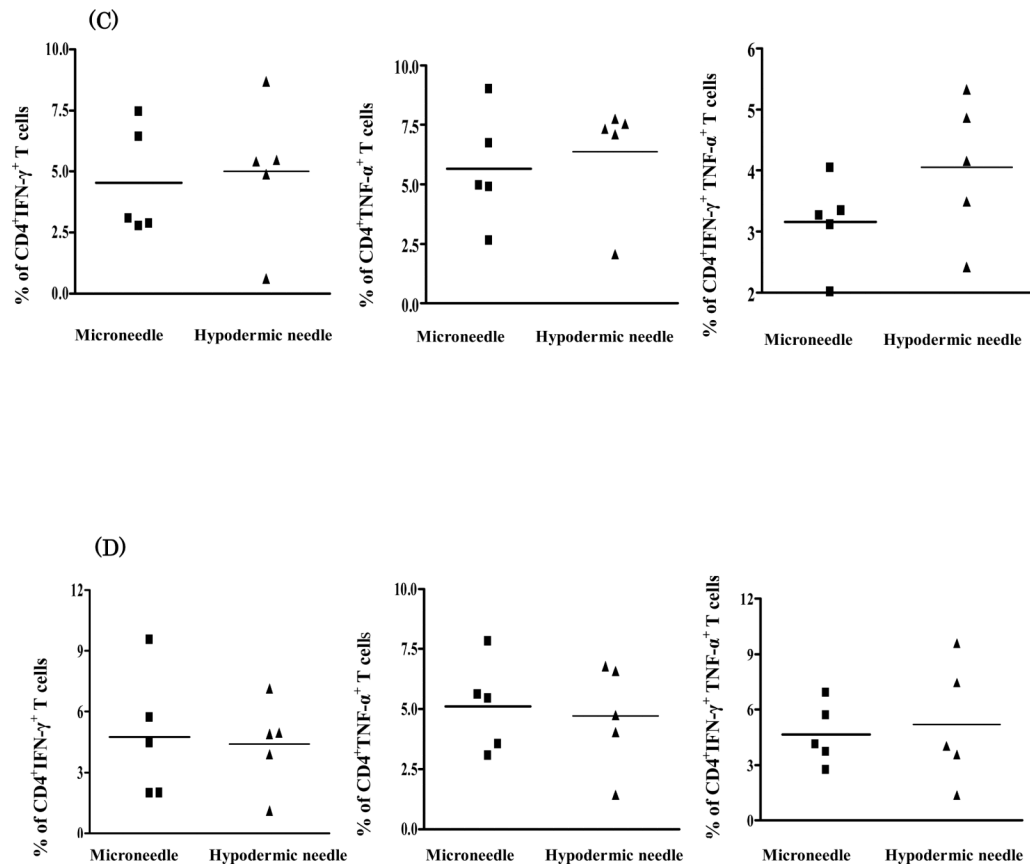 (C)
% of CD4⁺IFN-γ⁺ T cells
10.0
7.5
5.0
2.5
0.0
Microneedle
Hypodermic needle
% of CD4⁺TNF-α⁺ T cells
10.0
7.5
5.0
2.5
0.0
Microneedle
Hypodermic needle
% of CD4⁺IFN-γ⁺ TNF-α⁺ T cells
6
5
4
3
2
Microneedle
Hypodermic needle
(D)
% of CD4⁺IFN-γ⁺ T cells
12
9
6
3
0
Microneedle
Hypodermic needle
% of CD4⁺TNF-α⁺ T cells
10.0
7.5
5.0
2.5
0.0
Microneedle
Hypodermic needle
% of CD4⁺IFN-γ⁺ TNF-α⁺ T cells
12
9
6
3
0
Microneedle
Hypodermic needle